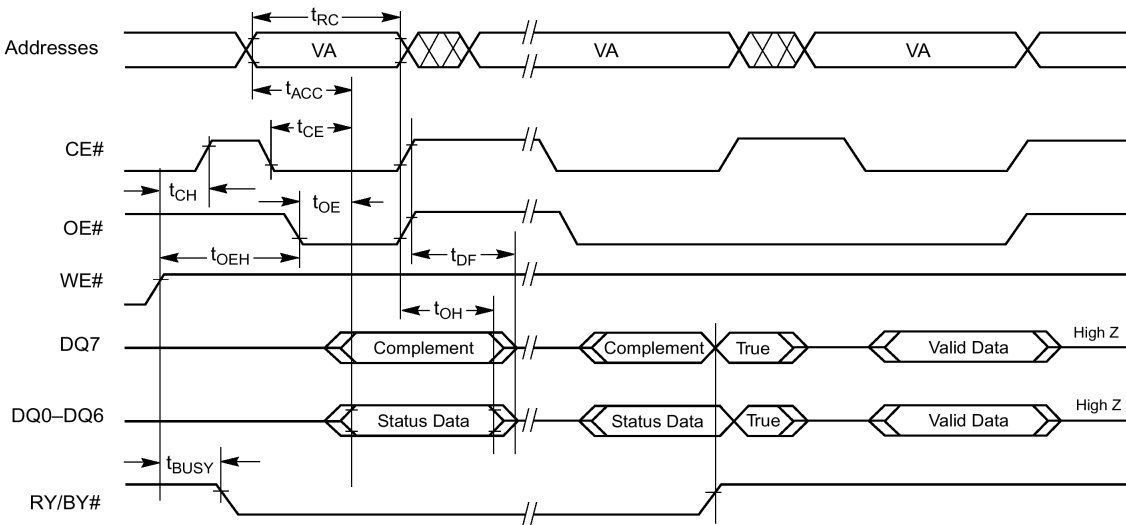 tRC
Addresses VA VA VA
tACC
tCE
CE#
tCH tOE
OE#
tOEH tDF
WE#
tOH
DQ7 Complement Complement True Valid Data High Z
DQ0–DQ6 Status Data Status Data True Valid Data High Z
tBUSY
RY/BY#